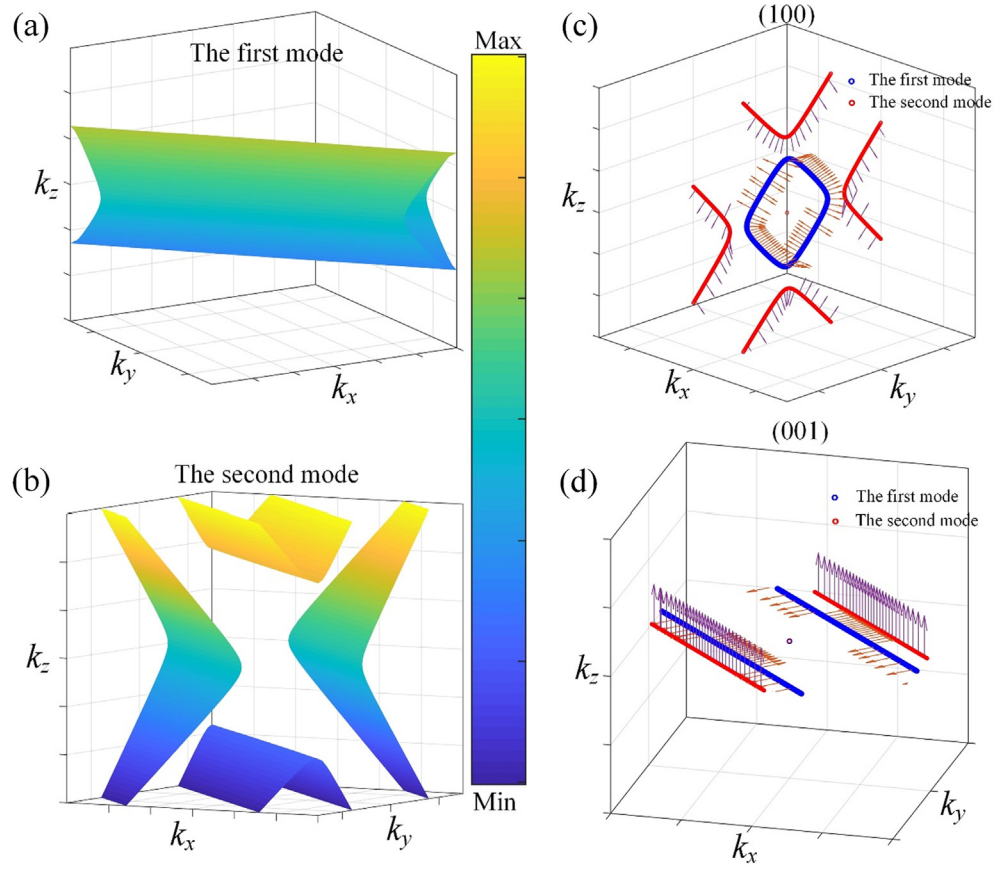 (a)
The first mode
kz
ky
kx
Max
Min
(b)
The second mode
kz
kx
ky
(c)
(100)
The first mode
The second mode
kz
kx
ky
(d)
(001)
The first mode
The second mode
kz
kx
ky